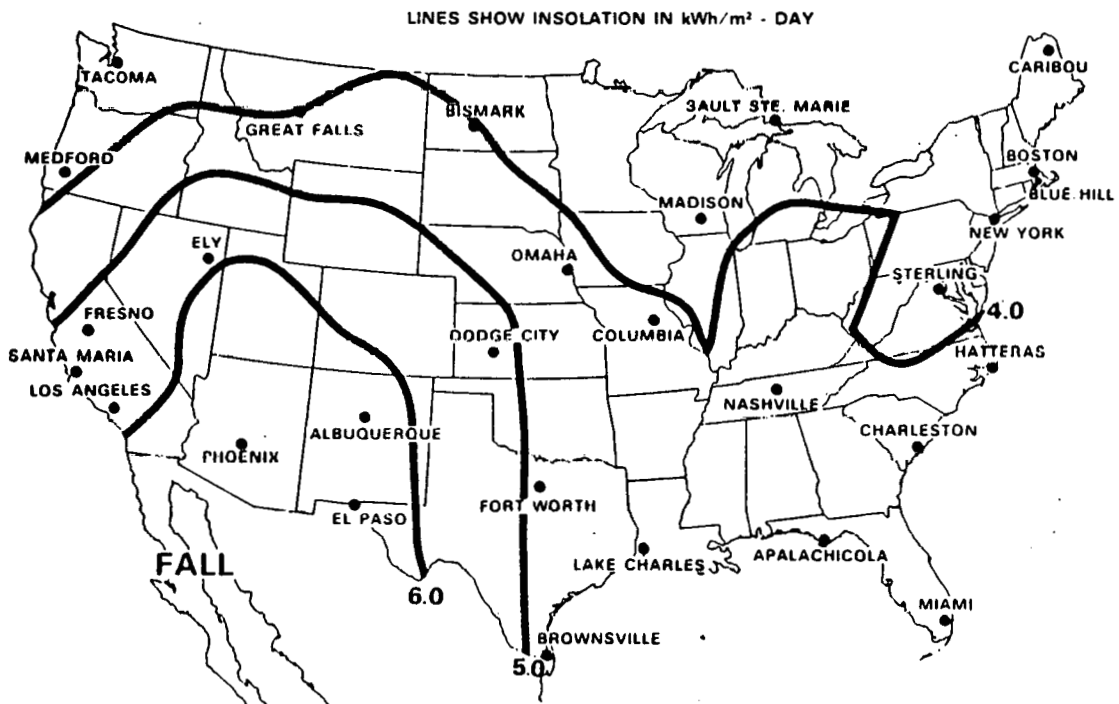 LINES SHOW INSOLATION IN kWh/m² - DAY
TACOMA
CARIBOU
SAULT STE. MARIE
BISMARK
GREAT FALLS
MEDFORD
BOSTON
BLUE HILL
MADISON
NEW YORK
ELY
OMAHA
STERLING
FRESNO
4.0
DODGE CITY
COLUMBIA
SANTA MARIA
HATTERAS
LOS ANGELES
NASHVILLE
ALBUQUERQUE
CHARLESTON
PHOENIX
FORT WORTH
EL PASO
APALACHICOLA
LAKE CHARLES
FALL
6.0
MIAMI
BROWNSVILLE
5.0